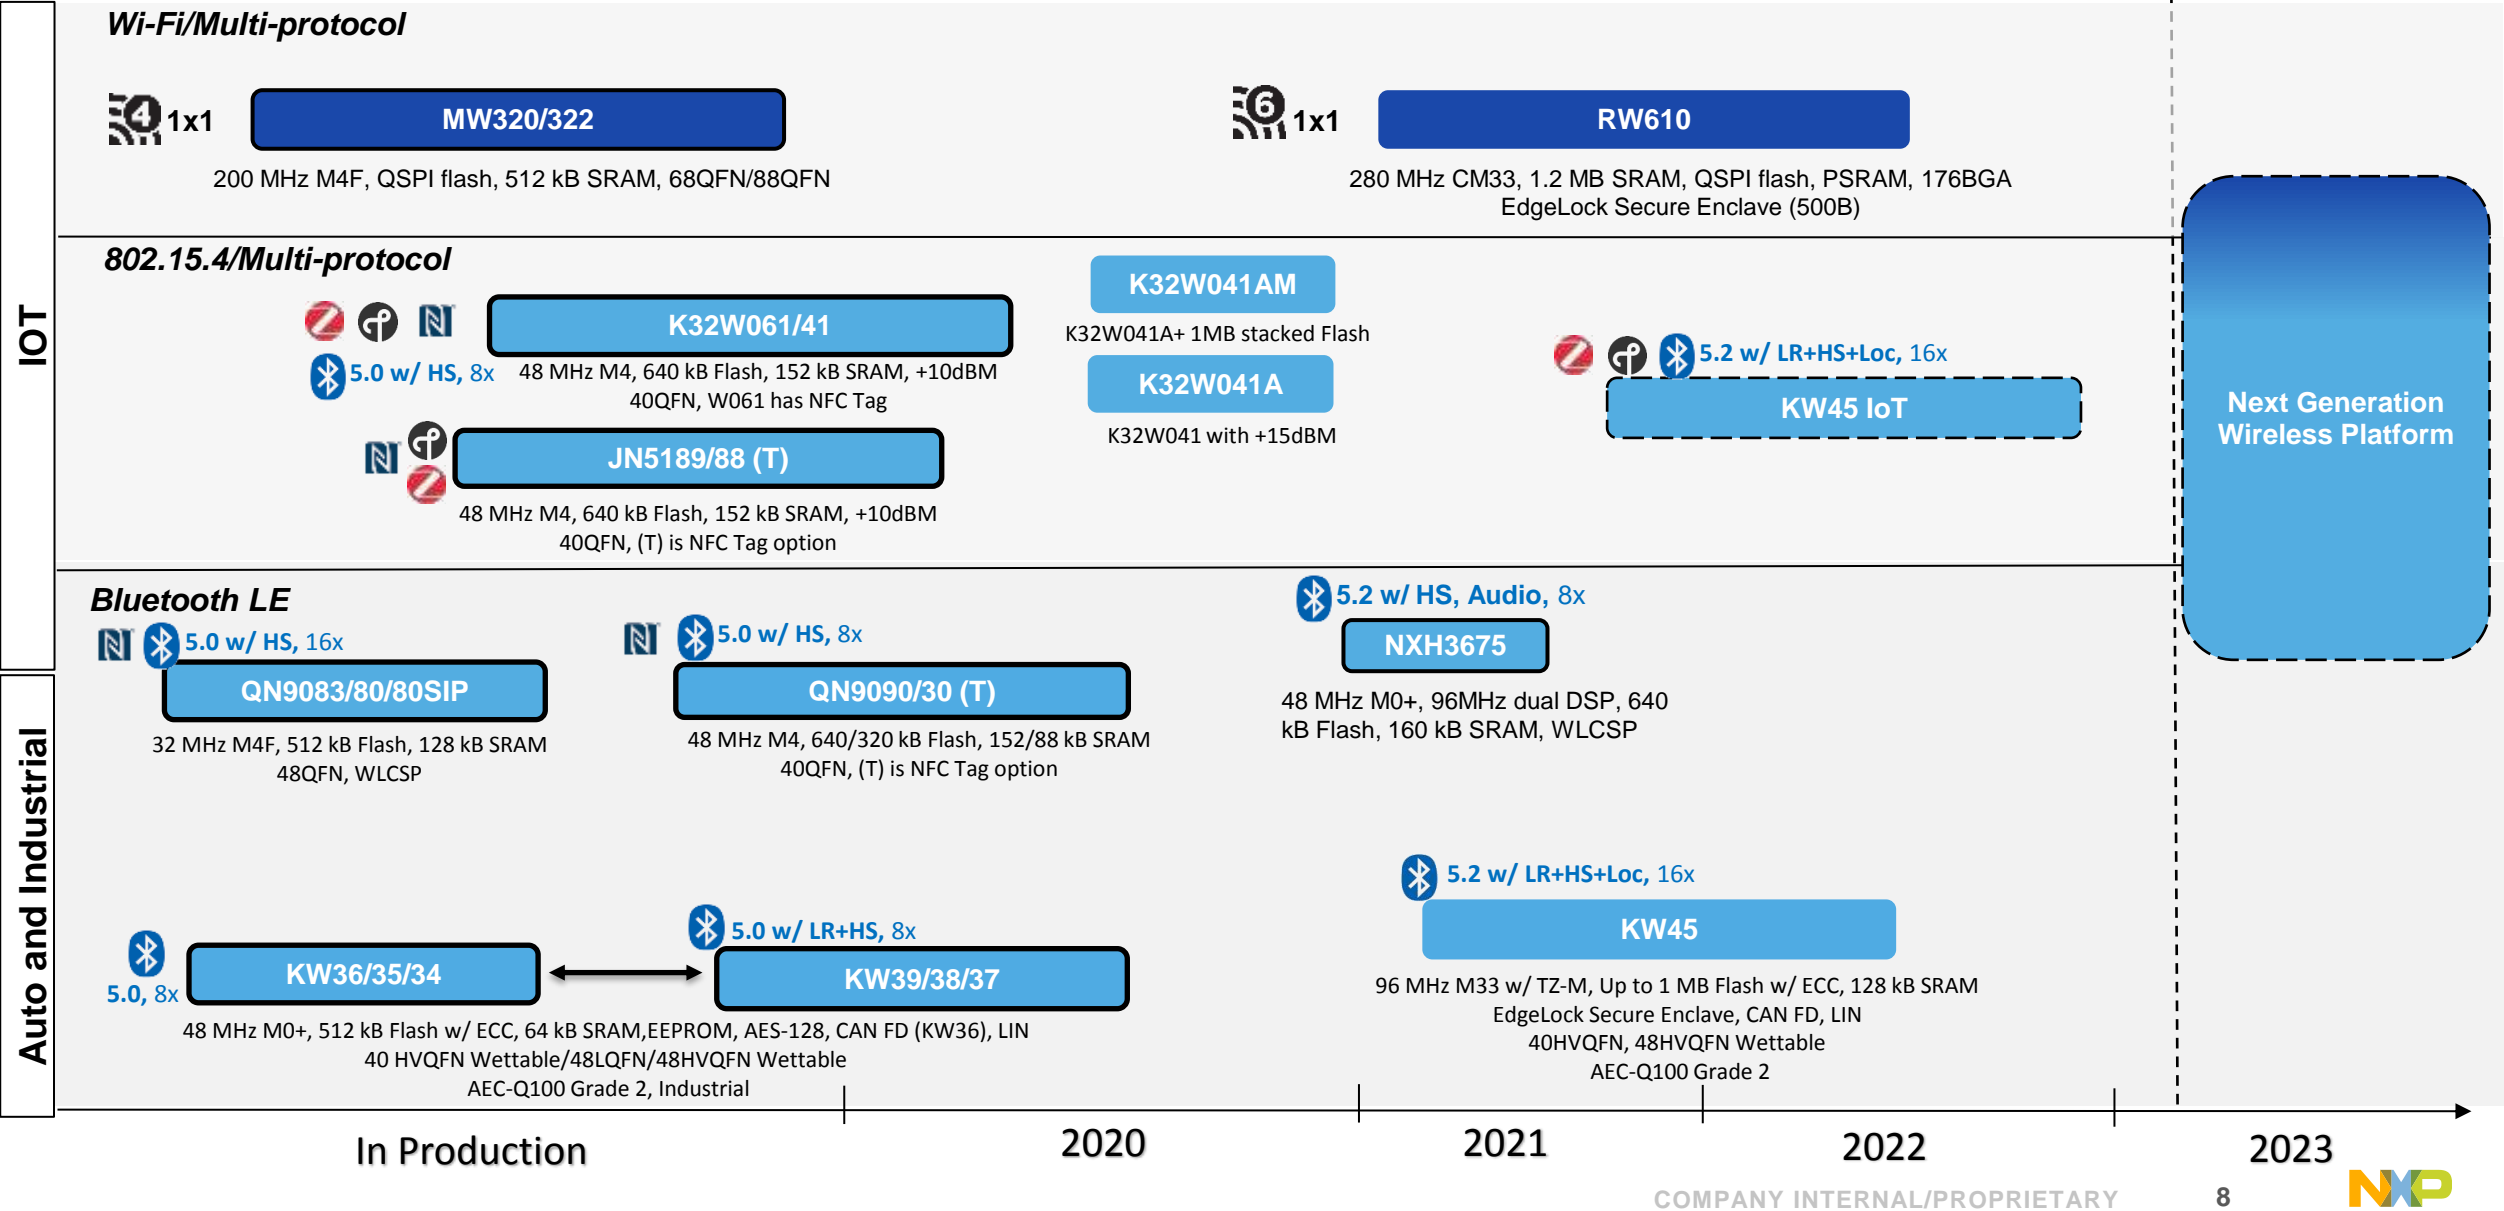 Wi-Fi/Multi-protocol
4 1x1
MW320/322
200 MHz M4F, QSPI flash, 512 kB SRAM, 68QFN/88QFN
6 1x1
RW610
280 MHz CM33, 1.2 MB SRAM, QSPI flash, PSRAM, 176BGA
EdgeLock Secure Enclave (500B)
IOT
802.15.4/Multi-protocol
K32W061/41
5.0 w/ HS, 8x
48 MHz M4, 640 kB Flash, 152 kB SRAM, +10dBM
40QFN, W061 has NFC Tag
JN5189/88 (T)
48 MHz M4, 640 kB Flash, 152 kB SRAM, +10dBM
40QFN, (T) is NFC Tag option
K32W041AM
K32W041A+ 1MB stacked Flash
K32W041A
K32W041 with +15dBM
5.2 w/ LR+HS+Loc, 16x
KW45 IoT
Next Generation
Wireless Platform
Bluetooth LE
5.0 w/ HS, 16x
QN9083/80/80SIP
32 MHz M4F, 512 kB Flash, 128 kB SRAM
48QFN, WLCSP
5.0 w/ HS, 8x
QN9090/30 (T)
48 MHz M4, 640/320 kB Flash, 152/88 kB SRAM
40QFN, (T) is NFC Tag option
5.2 w/ HS, Audio, 8x
NXH3675
48 MHz M0+, 96MHz dual DSP, 640
kB Flash, 160 kB SRAM, WLCSP
Auto and Industrial
5.0, 8x
KW36/35/34
5.0 w/ LR+HS, 8x
KW39/38/37
48 MHz M0+, 512 kB Flash w/ ECC, 64 kB SRAM,EEPROM, AES-128, CAN FD (KW36), LIN
40 HVQFN Wettable/48LQFN/48HVQFN Wettable
AEC-Q100 Grade 2, Industrial
5.2 w/ LR+HS+Loc, 16x
KW45
96 MHz M33 w/ TZ-M, Up to 1 MB Flash w/ ECC, 128 kB SRAM
EdgeLock Secure Enclave, CAN FD, LIN
40HVQFN, 48HVQFN Wettable
AEC-Q100 Grade 2
In Production
2020
2021
2022
2023
COMPANY INTERNAL/PROPRIETARY
8
NXP